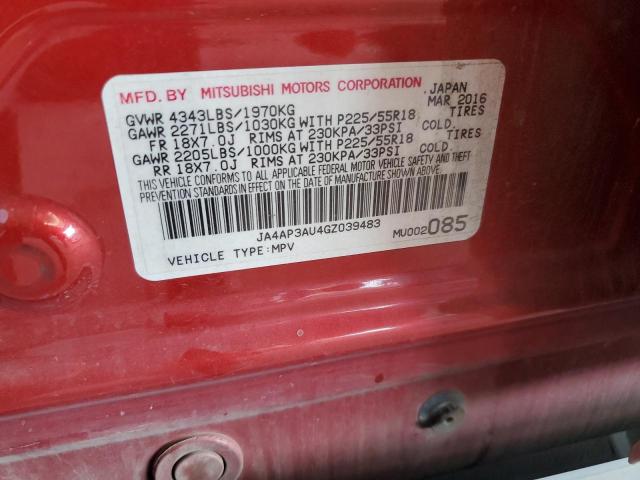 MFD. BY MITSUBISHI MOTORS CORPORATION , JAPAN
GVWR 4343LBS/1970KG MAR 2016
GAWR 2271LBS/1030KG WITH P225/55R18 TIRES
FR 18X7.0J RIMS AT 230KPA/33PSI COLD.
GAWR 2205LBS/1000KG WITH P225/55R18 TIRES
RR 18X7.0J RIMS AT 230KPA/33PSI COLD.
THIS VEHICLE CONFORMS TO ALL APPLICABLE FEDERAL MOTOR VEHICLE SAFETY AND THEFT
PREVENTION STANDARDS IN EFFECT ON THE DATE OF MANUFACTURE SHOWN ABOVE.
JA4AP3AU4GZ039483
VEHICLE TYPE:MPV MU002085